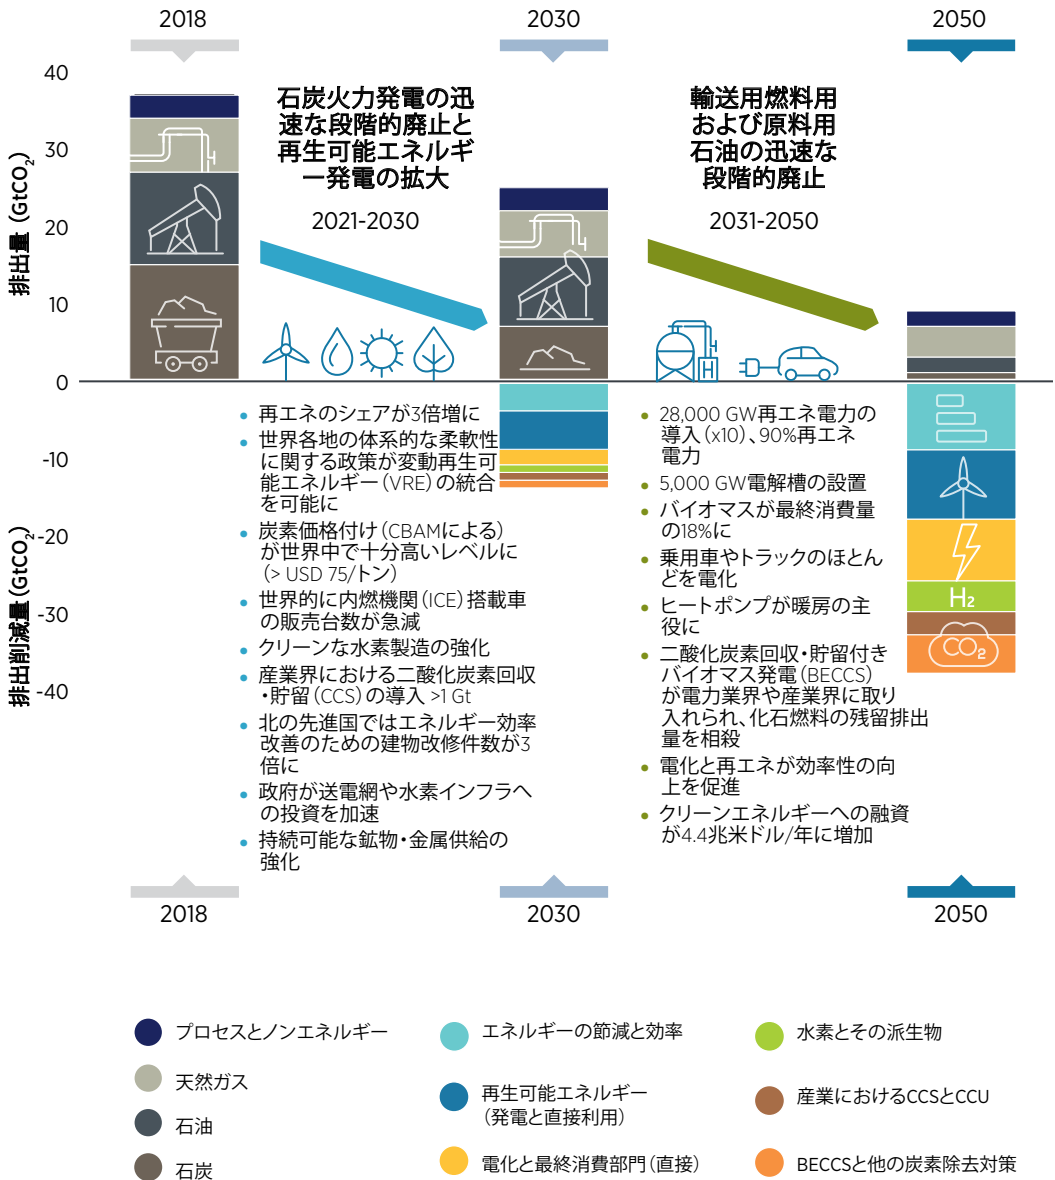 2018
2030
2050
40
30
20
10
0
-10
-20
-30
-40
排出量 (GtCO₂)
排出削減量(GtCO₂)
石炭火力発電の迅
速な段階的廃止と
再生可能エネルギ
ー発電の拡大
2021-2030
輸送用燃料用
および原料用
石油の迅速な
段階的廃止
2031-2050
H
• 再エネのシェアが3倍増に
• 世界各地の体系的な柔軟性
に関する政策が変動再生可
能エネルギー(VRE)の統合
を可能に
• 炭素価格付け(CBAMによる)
が世界中で十分高いレベルに
(> USD 75/トン)
• 世界的に内燃機関(ICE)搭載車
の販売台数が急減
• クリーンな水素製造の強化
• 産業界における二酸化炭素回収
・貯留(CCS)の導入 >1 Gt
• 北の先進国ではエネルギー効率
改善のための建物改修件数が3
倍に
• 政府が送電網や水素インフラへ
の投資を加速
• 持続可能な鉱物・金属供給の
強化
• 28,000 GW再エネ電力の
導入(x10)、90%再エネ
電力
• 5,000 GW電解槽の設置
• バイオマスが最終消費量
の18%に
• 乗用車やトラックのほとん
どを電化
• ヒートポンプが暖房の主
役に
• 二酸化炭素回収・貯留付き
バイオマス発電(BECCS)
が電力業界や産業界に取り
入れられ、化石燃料の残留排出
量を相殺
• 電化と再エネが効率性の向
上を促進
• クリーンエネルギーへの融資
が4.4兆米ドル/年に増加
H₂
CO₂
2018
2030
2050
プロセスとノンエネルギー
天然ガス
石油
石炭
エネルギーの節減と効率
再生可能エネルギー
(発電と直接利用)
電化と最終消費部門(直接)
水素とその派生物
産業におけるCCSとCCU
BECCSと他の炭素除去対策